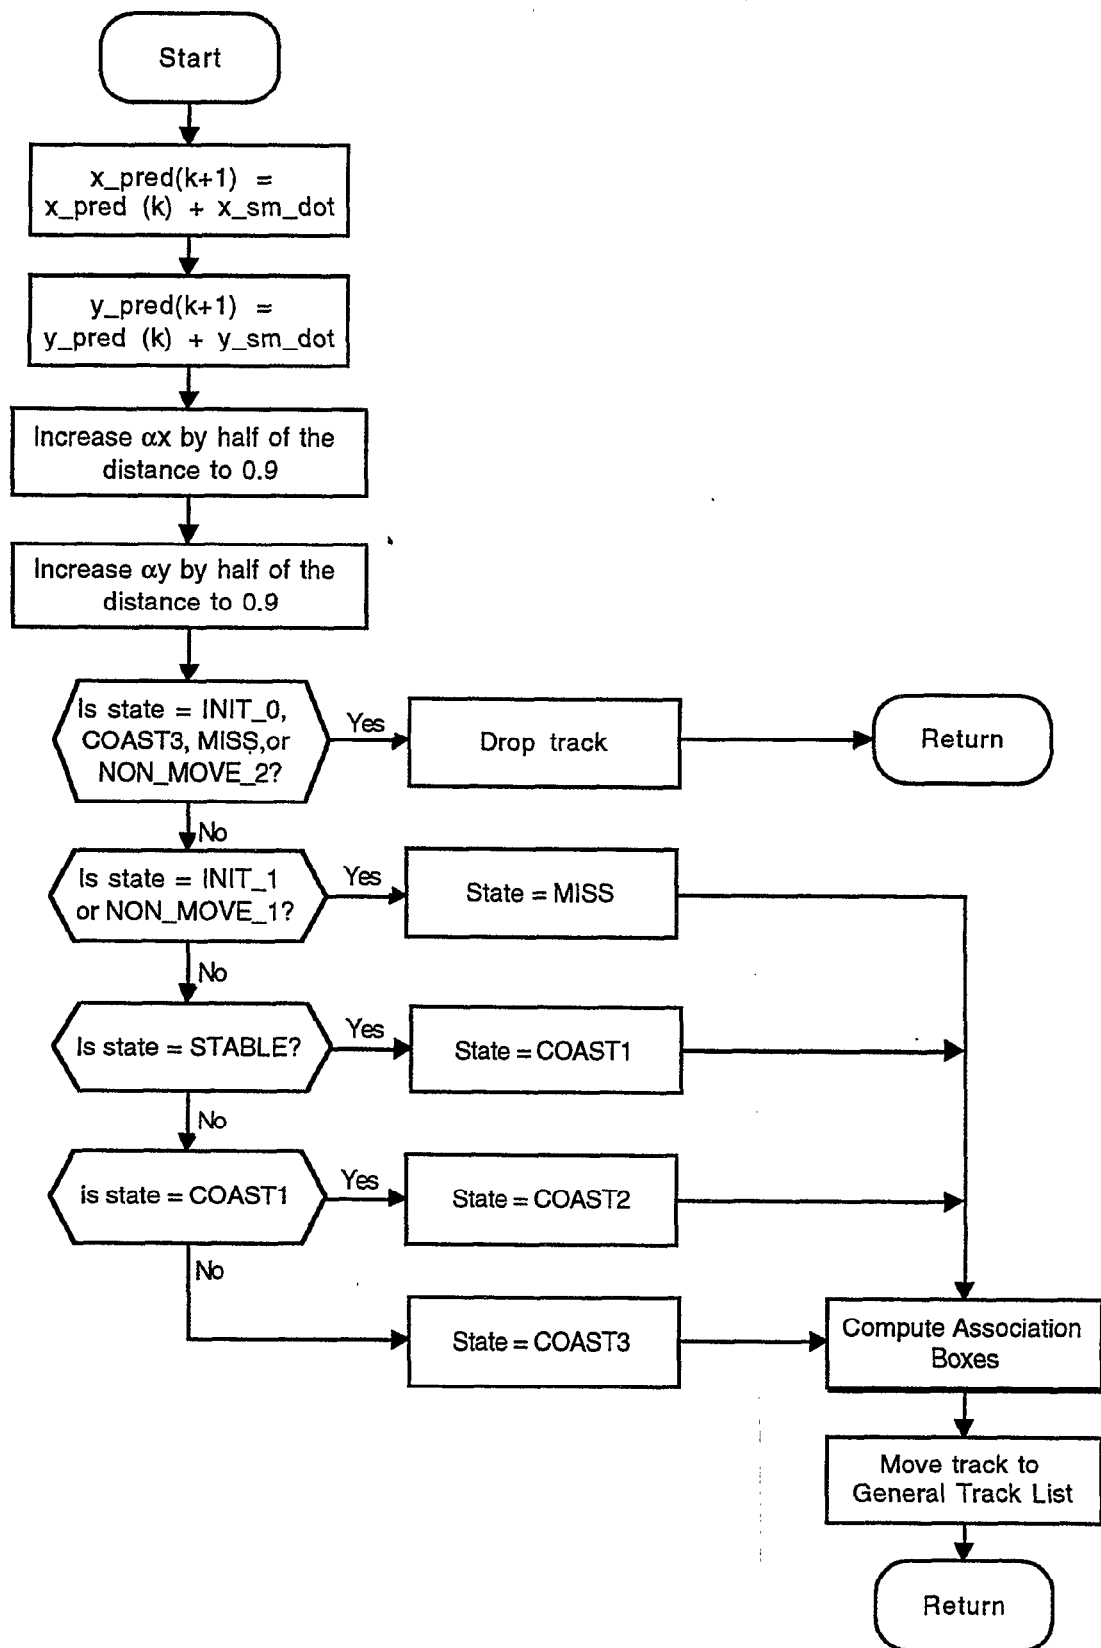 Start
x_pred(k+1) =
x_pred (k) + x_sm_dot
y_pred(k+1) =
y_pred (k) + y_sm_dot
Increase αx by half of the
distance to 0.9
Increase αy by half of the
distance to 0.9
Is state = INIT_0,
COAST3, MISS,or
NON_MOVE_2?
Yes
Drop track
Return
No
Is state = INIT_1
or NON_MOVE_1?
Yes
State = MISS
No
Is state = STABLE?
Yes
State = COAST1
No
is state = COAST1
Yes
State = COAST2
No
State = COAST3
Compute Association
Boxes
Move track to
General Track List
Return